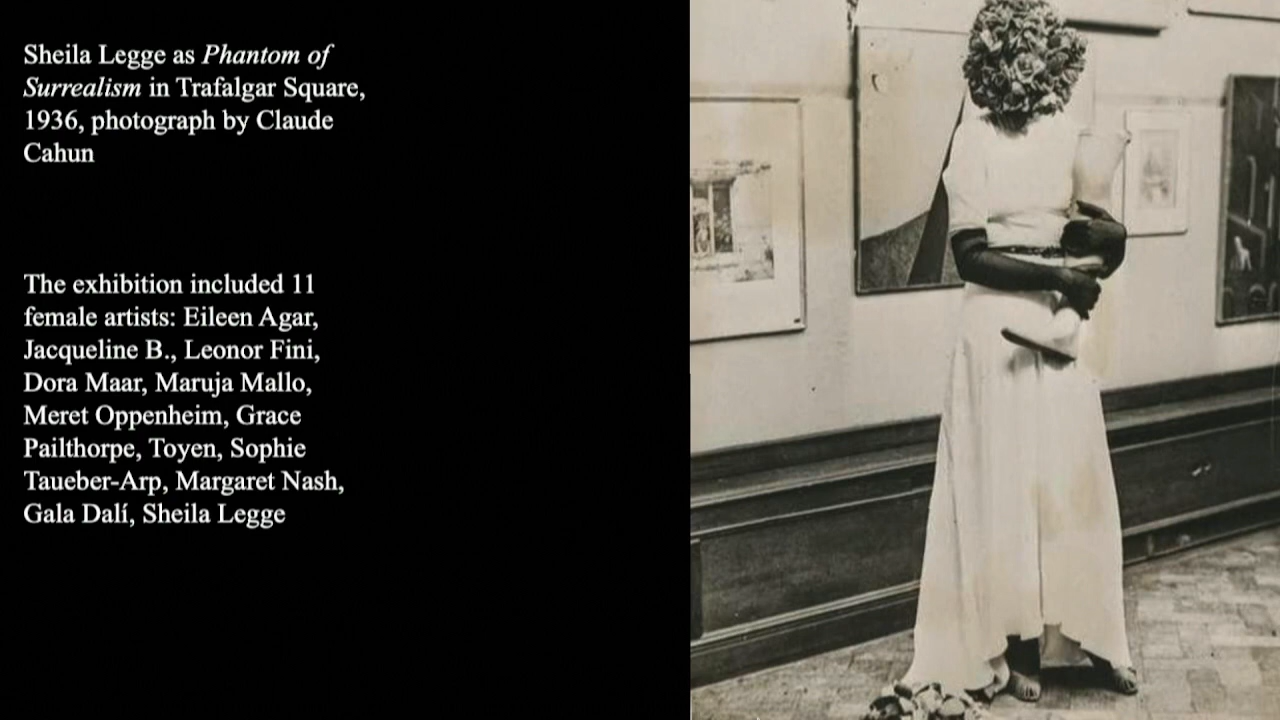 Sheila Legge as Phantom of
Surrealism in Trafalgar Square,
1936, photograph by Claude
Cahun
The exhibition included 11
female artists: Eileen Agar,
Jacqueline B., Leonor Fini,
Dora Maar, Maruja Mallo,
Meret Oppenheim, Grace
Pailthorpe, Toyen, Sophie
Taueber-Arp, Margaret Nash,
Gala Dalí, Sheila Legge